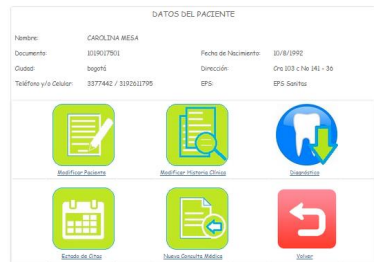 DATOS DEL PACIENTE
Nombre: CAROLINA MESA
Documento: 1019017501 Fecha de Nacimiento: 10/8/1992
Ciudad: bogotá Dirección: Cra 103 c No 141 - 36
Teléfono y/o Celular: 3377442 / 3192611795 EPS: EPS Sanitas
Modificar Paciente Modificar Historia Clínica Diagnóstico
Estado de Citas Nueva Consulta Médica Volver